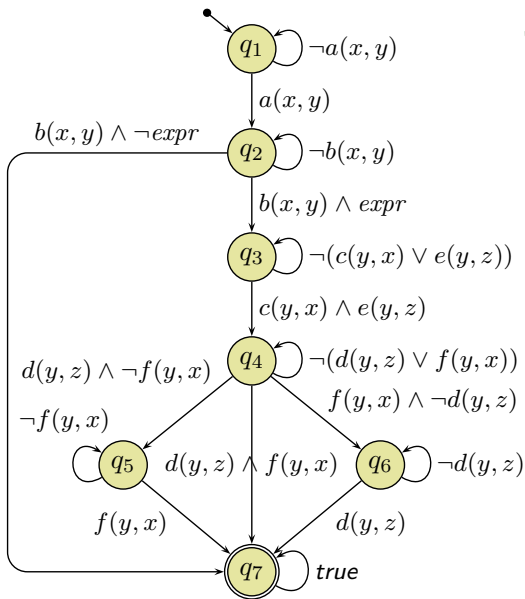 q₁
¬a(x, y)
a(x, y)
b(x, y) ∧ ¬expr
q₂
¬b(x, y)
b(x, y) ∧ expr
q₃
¬(c(y, x) ∨ e(y, z))
c(y, x) ∧ e(y, z)
q₄
¬(d(y, z) ∨ f(y, x))
d(y, z) ∧ ¬f(y, x)
f(y, x) ∧ ¬d(y, z)
¬f(y, x)
q₅
d(y, z) ∧ f(y, x)
q₆
¬d(y, z)
f(y, x)
d(y, z)
q₇
true